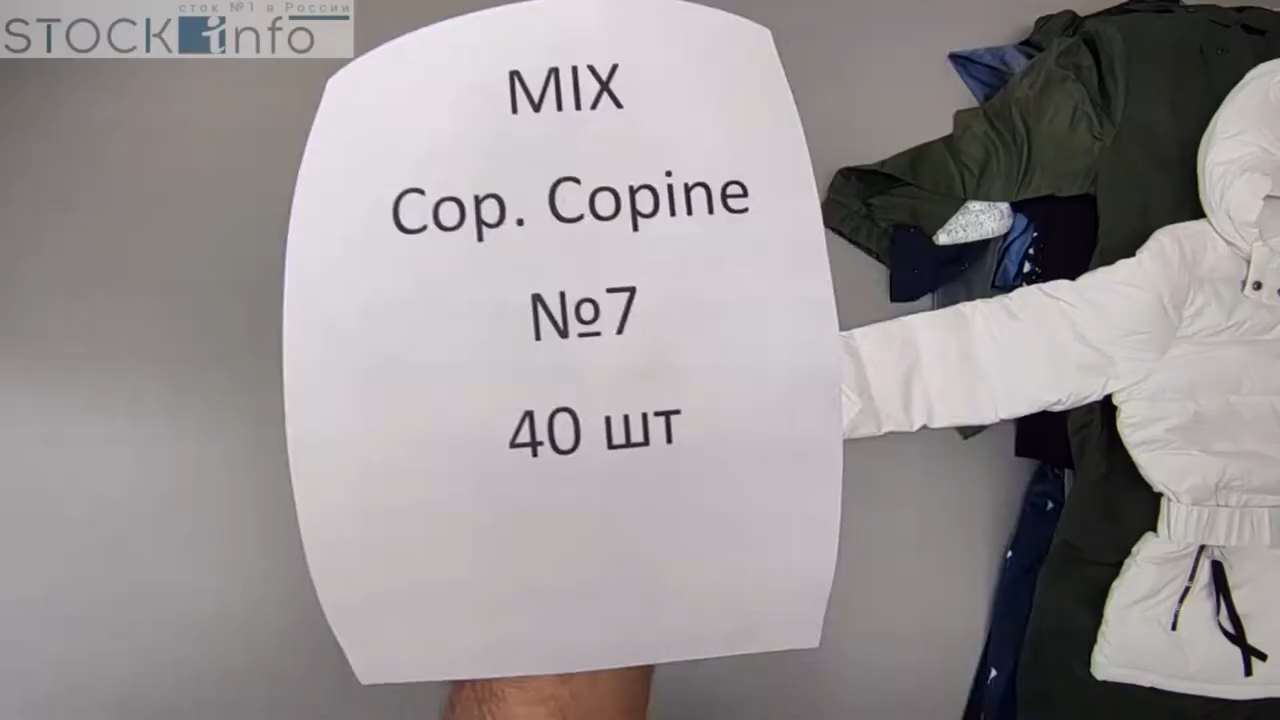 сток №1 в России
STOCK info
MIX
Cop. Copine
№7
40 шт